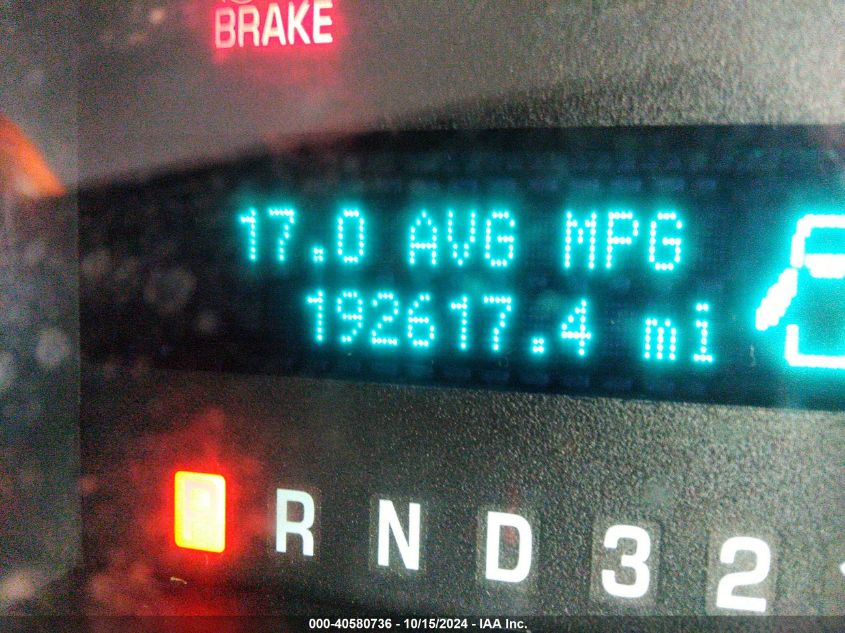 BRAKE
17.0 AVG MPG
192617.4 mi
P R N D 3 2
000-40580736 - 10/15/2024 - IAA Inc.